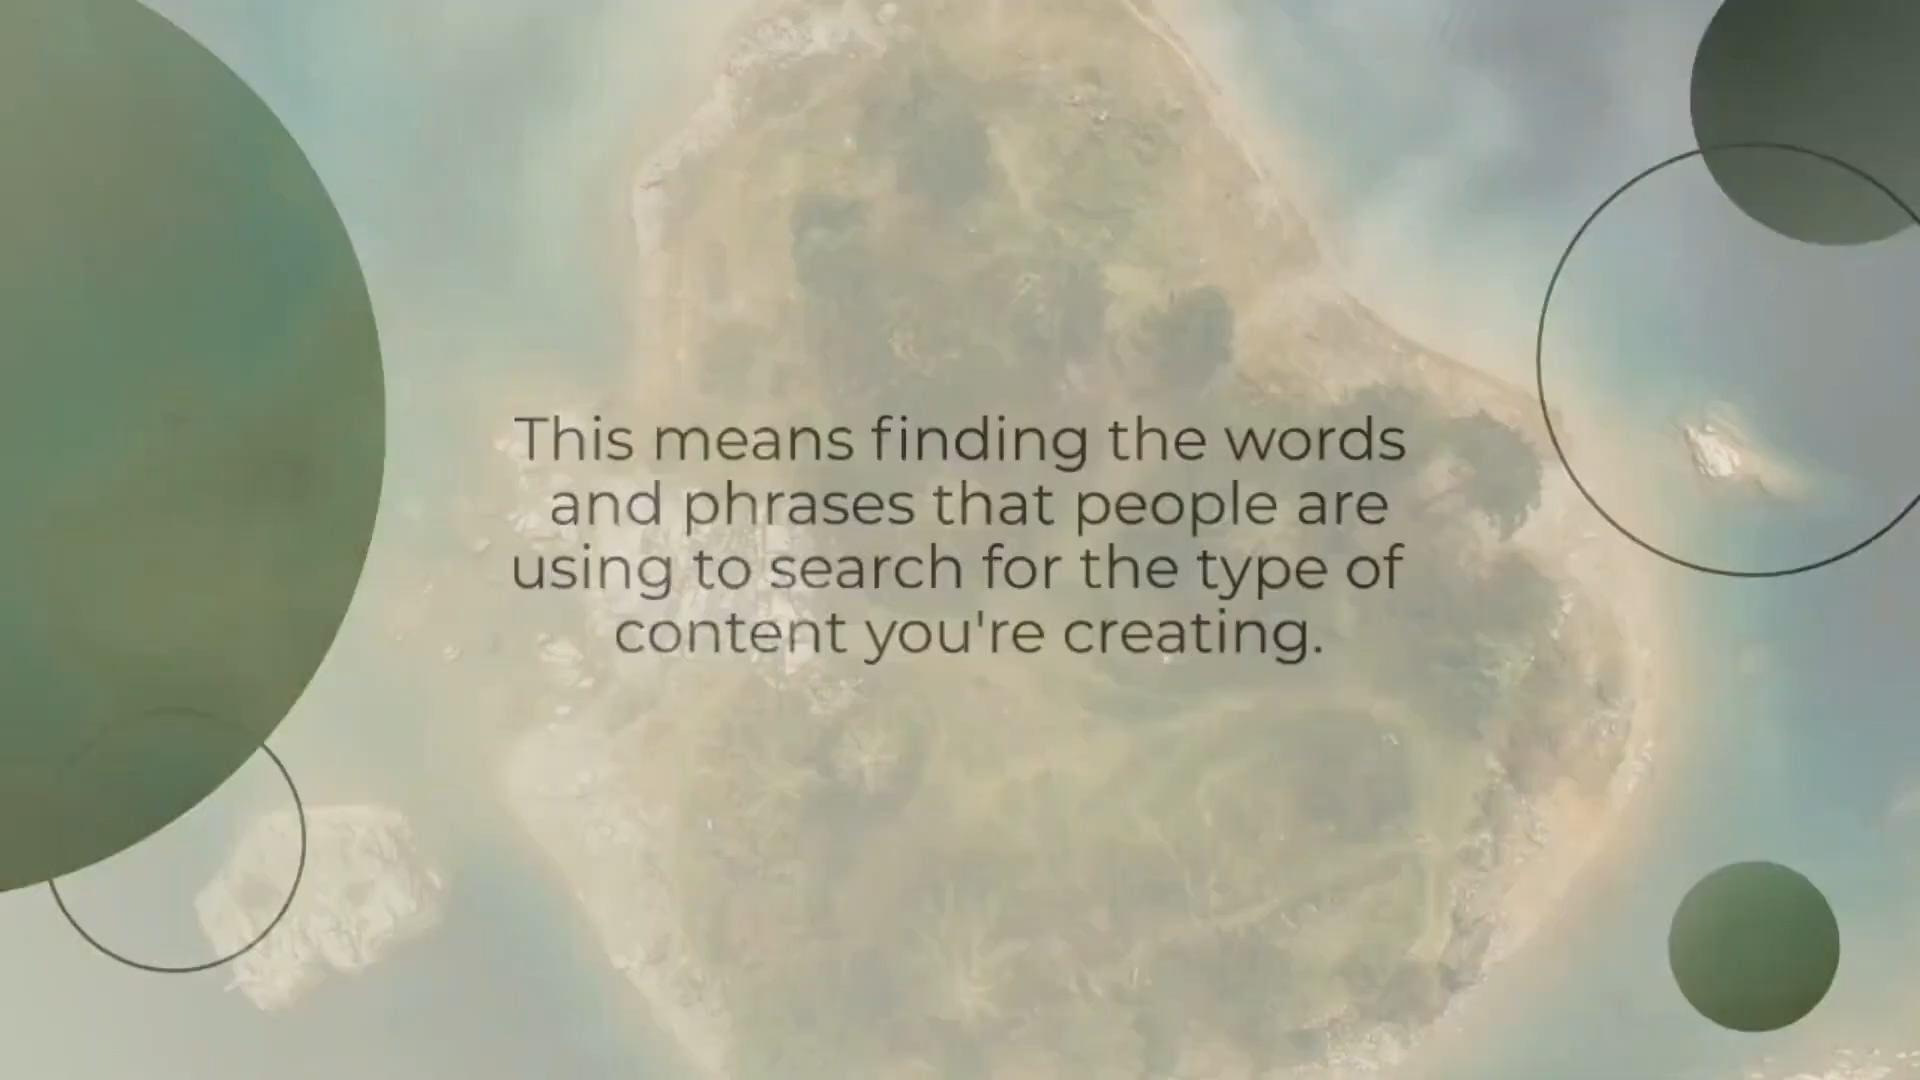 This means finding the words
and phrases that people are
using to search for the type of
content you're creating.